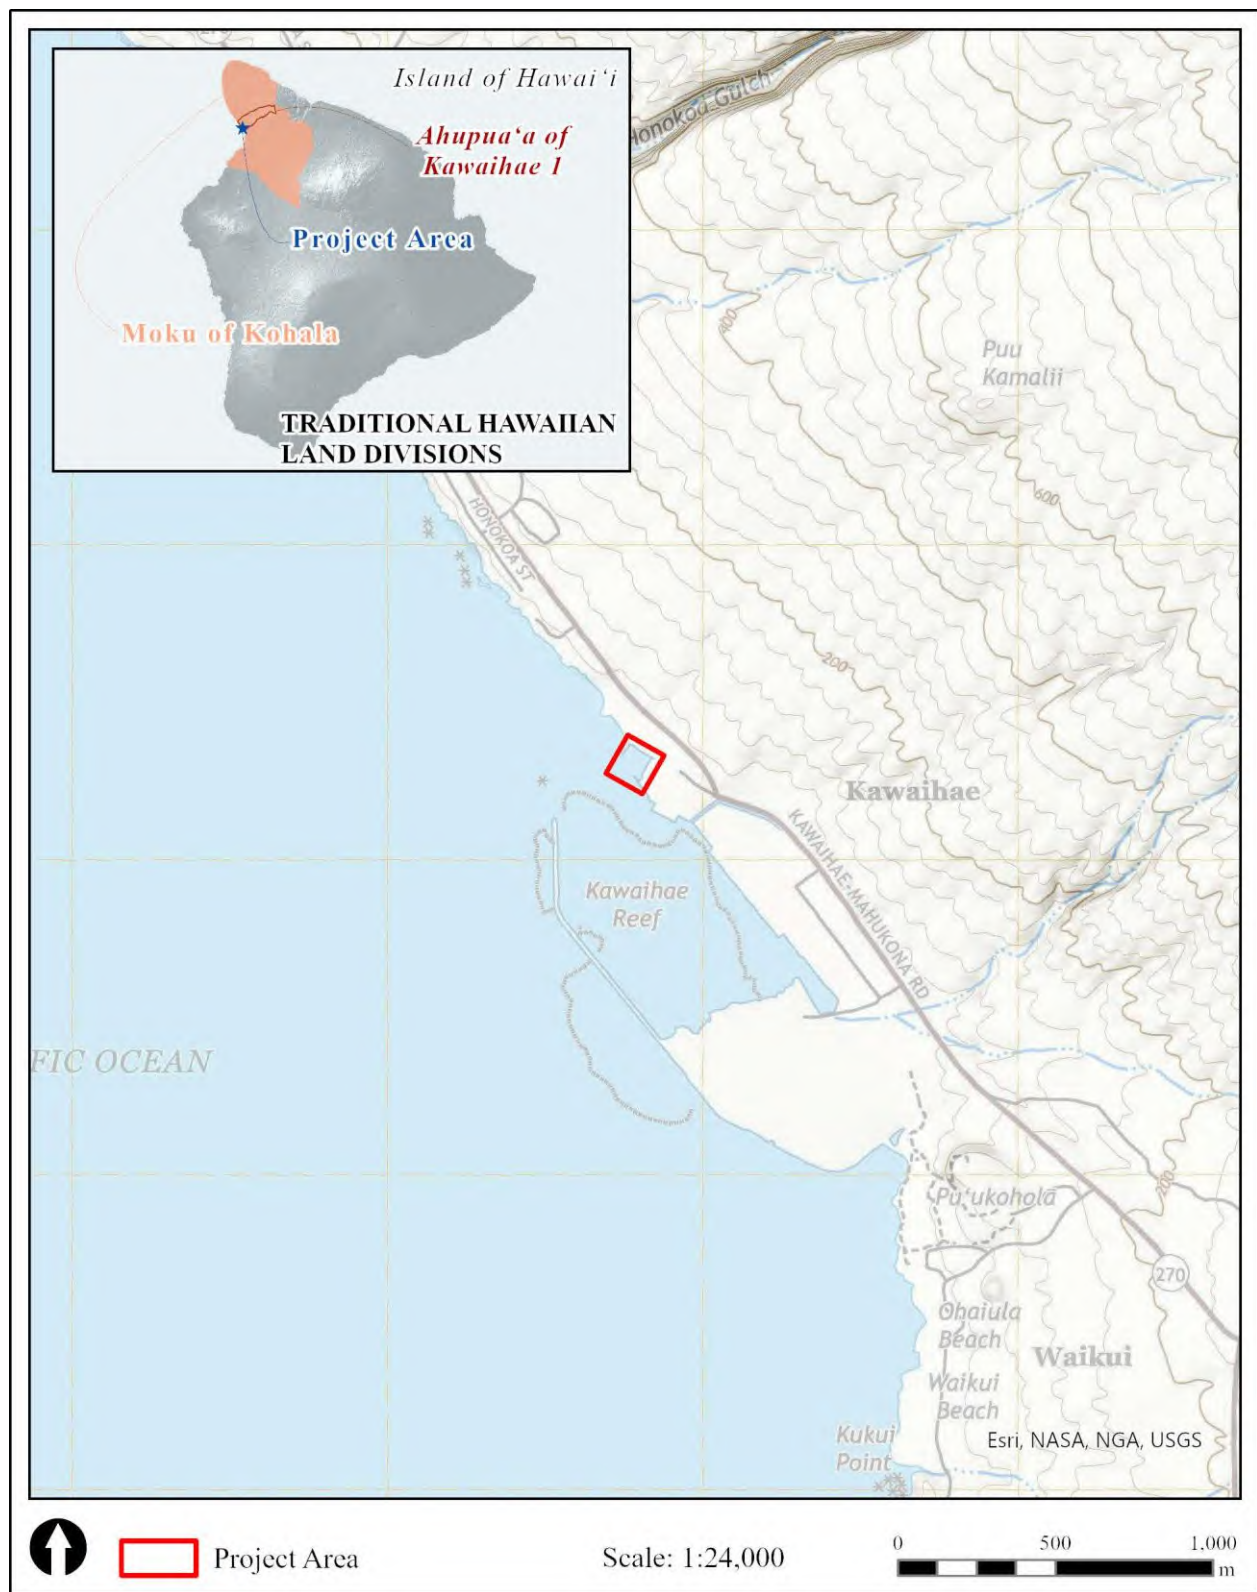 270
Island of Hawai‘i
Ahupua‘a of
Kawaihae 1
Project Area
Moku of Kohala
TRADITIONAL HAWAIIAN
LAND DIVISIONS
Honokoa Gulch
400
Puu
Kamalii
600
HONOKOA ST
200
Kawaihae
KAWAIHAE-MAHUKONA RD
Kawaihae
Reef
FIC OCEAN
Pu‘ukoholā
200
270
Ohaiula
Beach
Waikui
Waikui
Beach
Kukui
Point
Esri, NASA, NGA, USGS
Project Area
Scale: 1:24,000
0 500 1,000
m